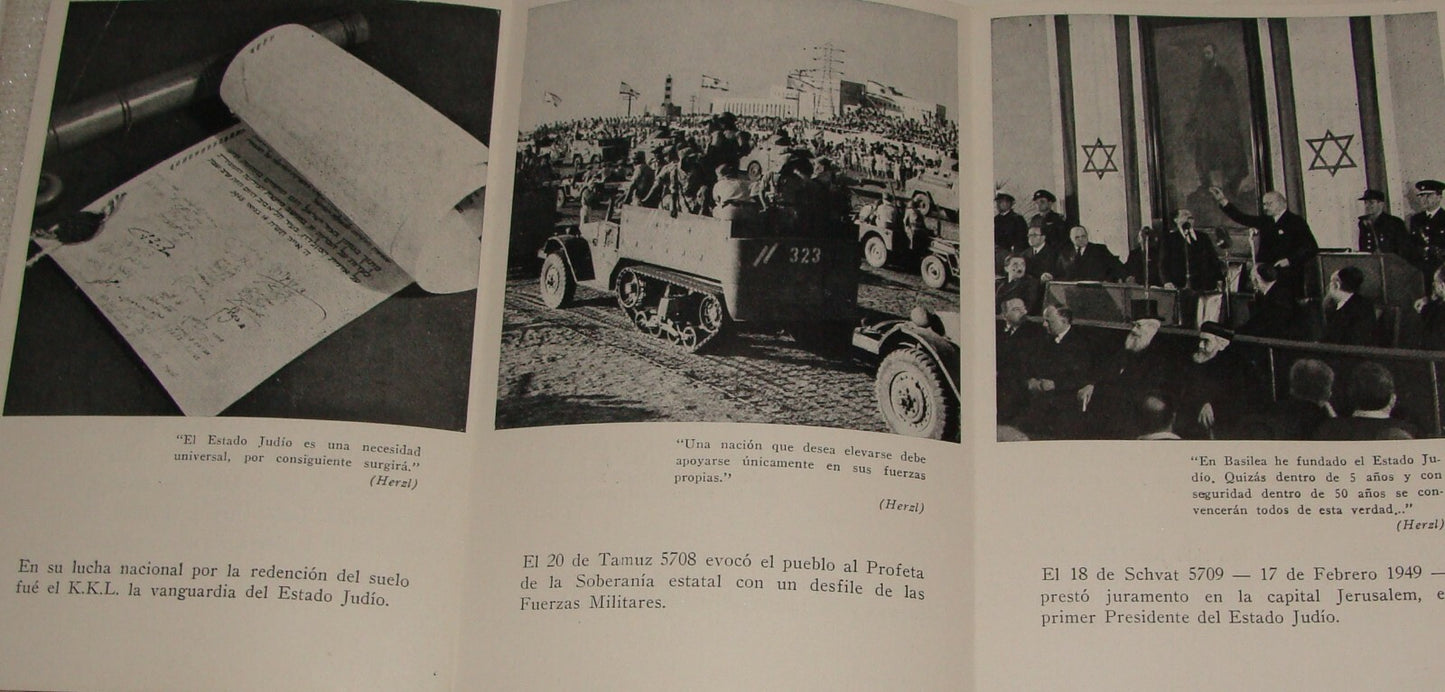 323
"El Estado Judío es una necesidad
universal, por consiguiente surgirá."
(Herzl)
En su lucha nacional por la redención del suelo
fué el K.K.L. la vanguardia del Estado Judío.
"Una nación que desea elevarse debe
apoyarse únicamente en sus fuerzas
propias."
(Herzl)
El 20 de Tamuz 5708 evocó el pueblo al Profeta
de la Soberanía estatal con un desfile de las
Fuerzas Militares.
"En Basilea he fundado el Estado Ju-
dío. Quizás dentro de 5 años y con
seguridad dentro de 50 años se con-
vencerán todos de esta verdad..."
(Herzl)
El 18 de Schvat 5709 — 17 de Febrero 1949 —
prestó juramento en la capital Jerusalem, e
primer Presidente del Estado Judío.